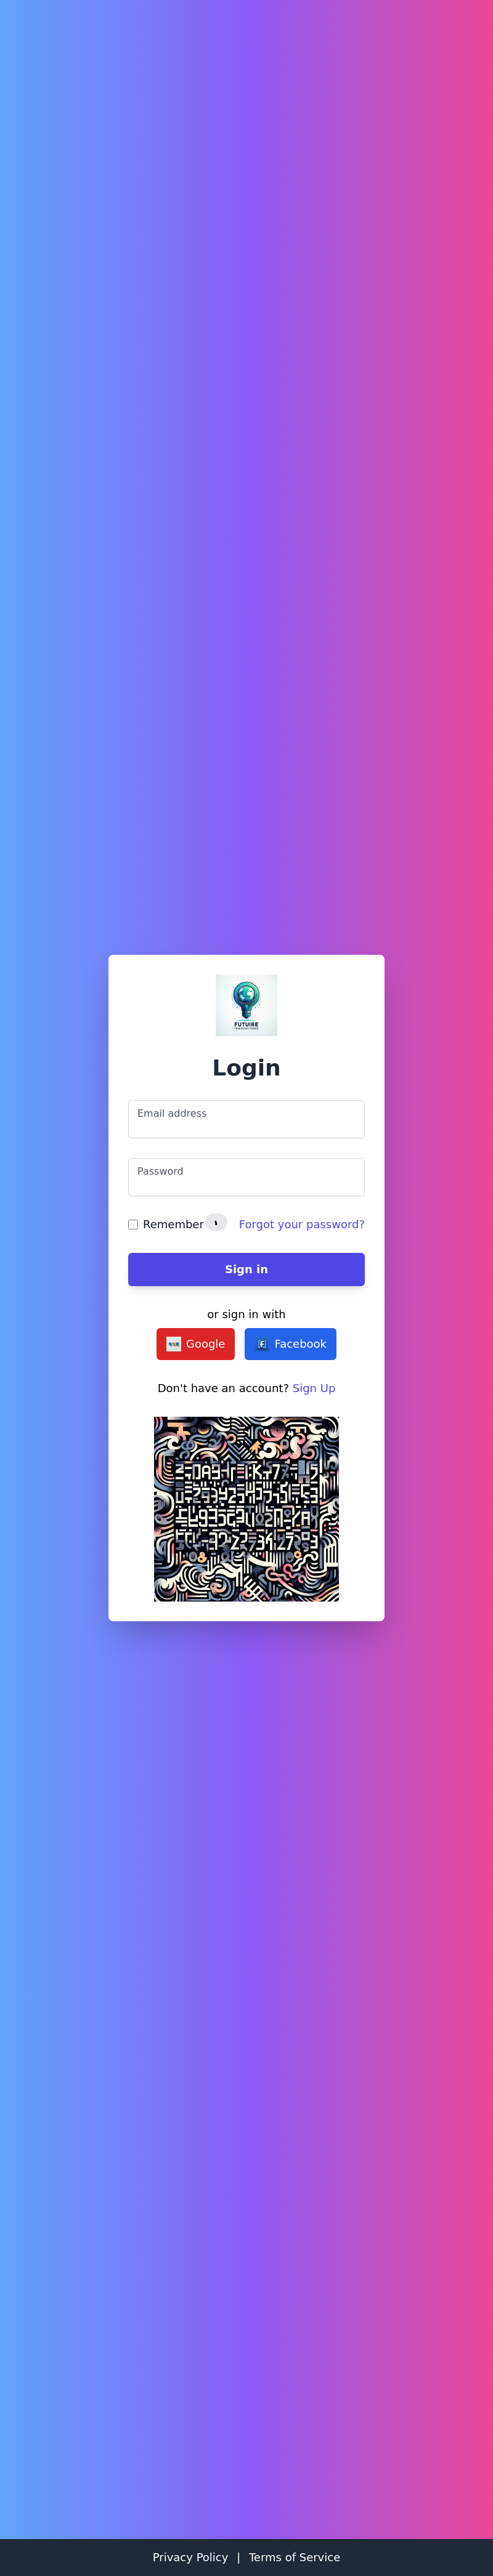 FUTUIRE
Login
Email address
Password
Remember
Forgot your password?
Sign in
or sign in with
Google
Facebook
Don't have an account? Sign Up
Privacy Policy | Terms of Service